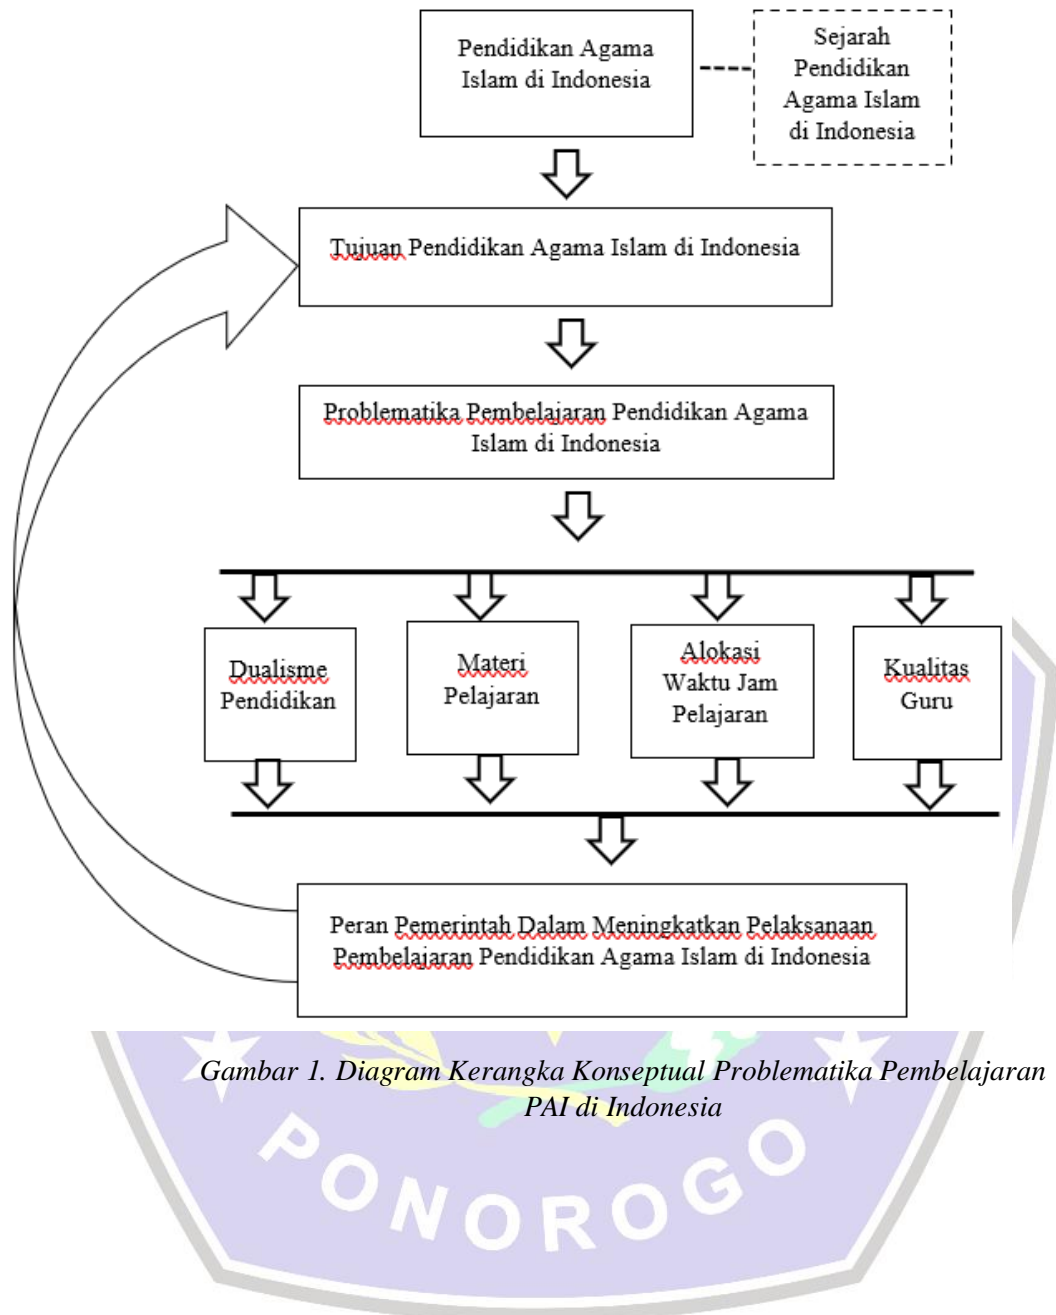 Pendidikan Agama
Islam di Indonesia
Sejarah
Pendidikan
Agama Islam
di Indonesia
Tujuan Pendidikan Agama Islam di Indonesia
Problematika Pembelajaran Pendidikan Agama
Islam di Indonesia
Dualisme
Pendidikan
Materi
Pelajaran
Alokasi
Waktu Jam
Pelajaran
Kualitas
Guru
Peran Pemerintah Dalam Meningkatkan Pelaksanaan
Pembelajaran Pendidikan Agama Islam di Indonesia
Gambar 1. Diagram Kerangka Konseptual Problematika Pembelajaran
PAI di Indonesia
PONOROGO